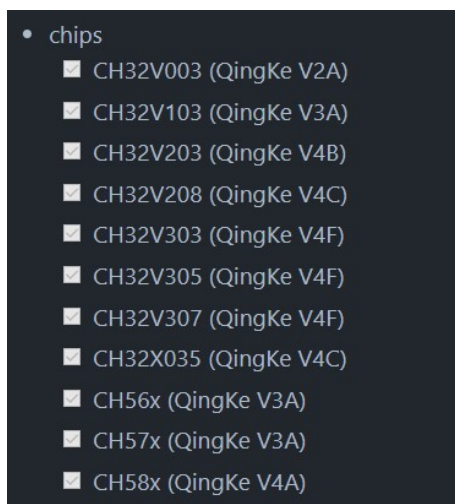 chips
CH32V003 (QingKe V2A)
CH32V103 (QingKe V3A)
CH32V203 (QingKe V4B)
CH32V208 (QingKe V4C)
CH32V303 (QingKe V4F)
CH32V305 (QingKe V4F)
CH32V307 (QingKe V4F)
CH32X035 (QingKe V4C)
CH56x (QingKe V3A)
CH57x (QingKe V3A)
CH58x (QingKe V4A)